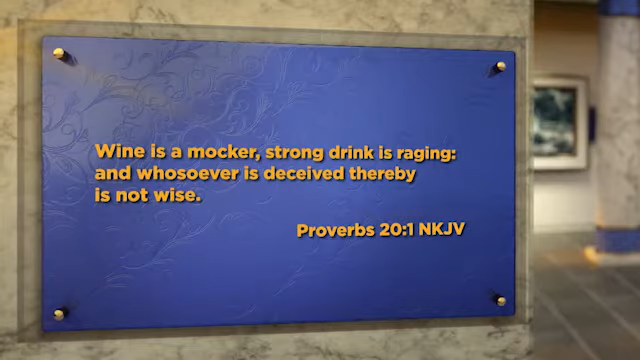 Wine is a mocker, strong drink is raging:
and whosoever is deceived thereby
is not wise.
Proverbs 20:1 NKJV